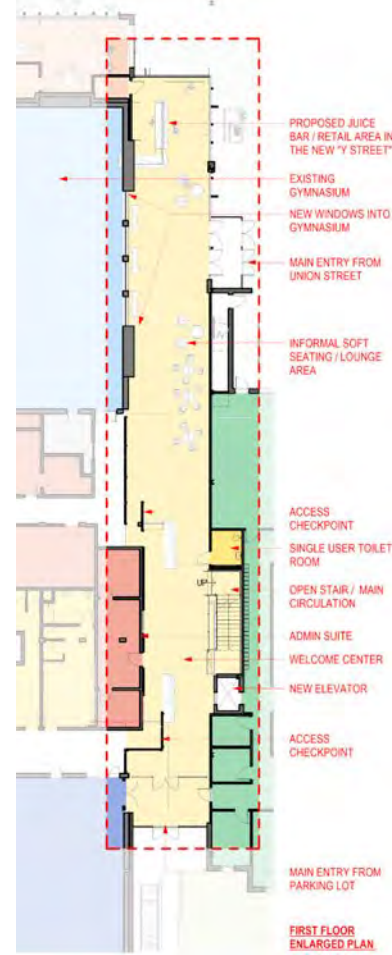 PROPOSED JUICE
BAR / RETAIL AREA IN
THE NEW "Y STREET"
EXISTING
GYMNASIUM
NEW WINDOWS INTO
GYMNASIUM
MAIN ENTRY FROM
UNION STREET
INFORMAL SOFT
SEATING / LOUNGE
AREA
ACCESS
CHECKPOINT
SINGLE USER TOILET
ROOM
UP
OPEN STAIR / MAIN
CIRCULATION
ADMIN SUITE
WELCOME CENTER
NEW ELEVATOR
ACCESS
CHECKPOINT
MAIN ENTRY FROM
PARKING LOT
FIRST FLOOR
ENLARGED PLAN